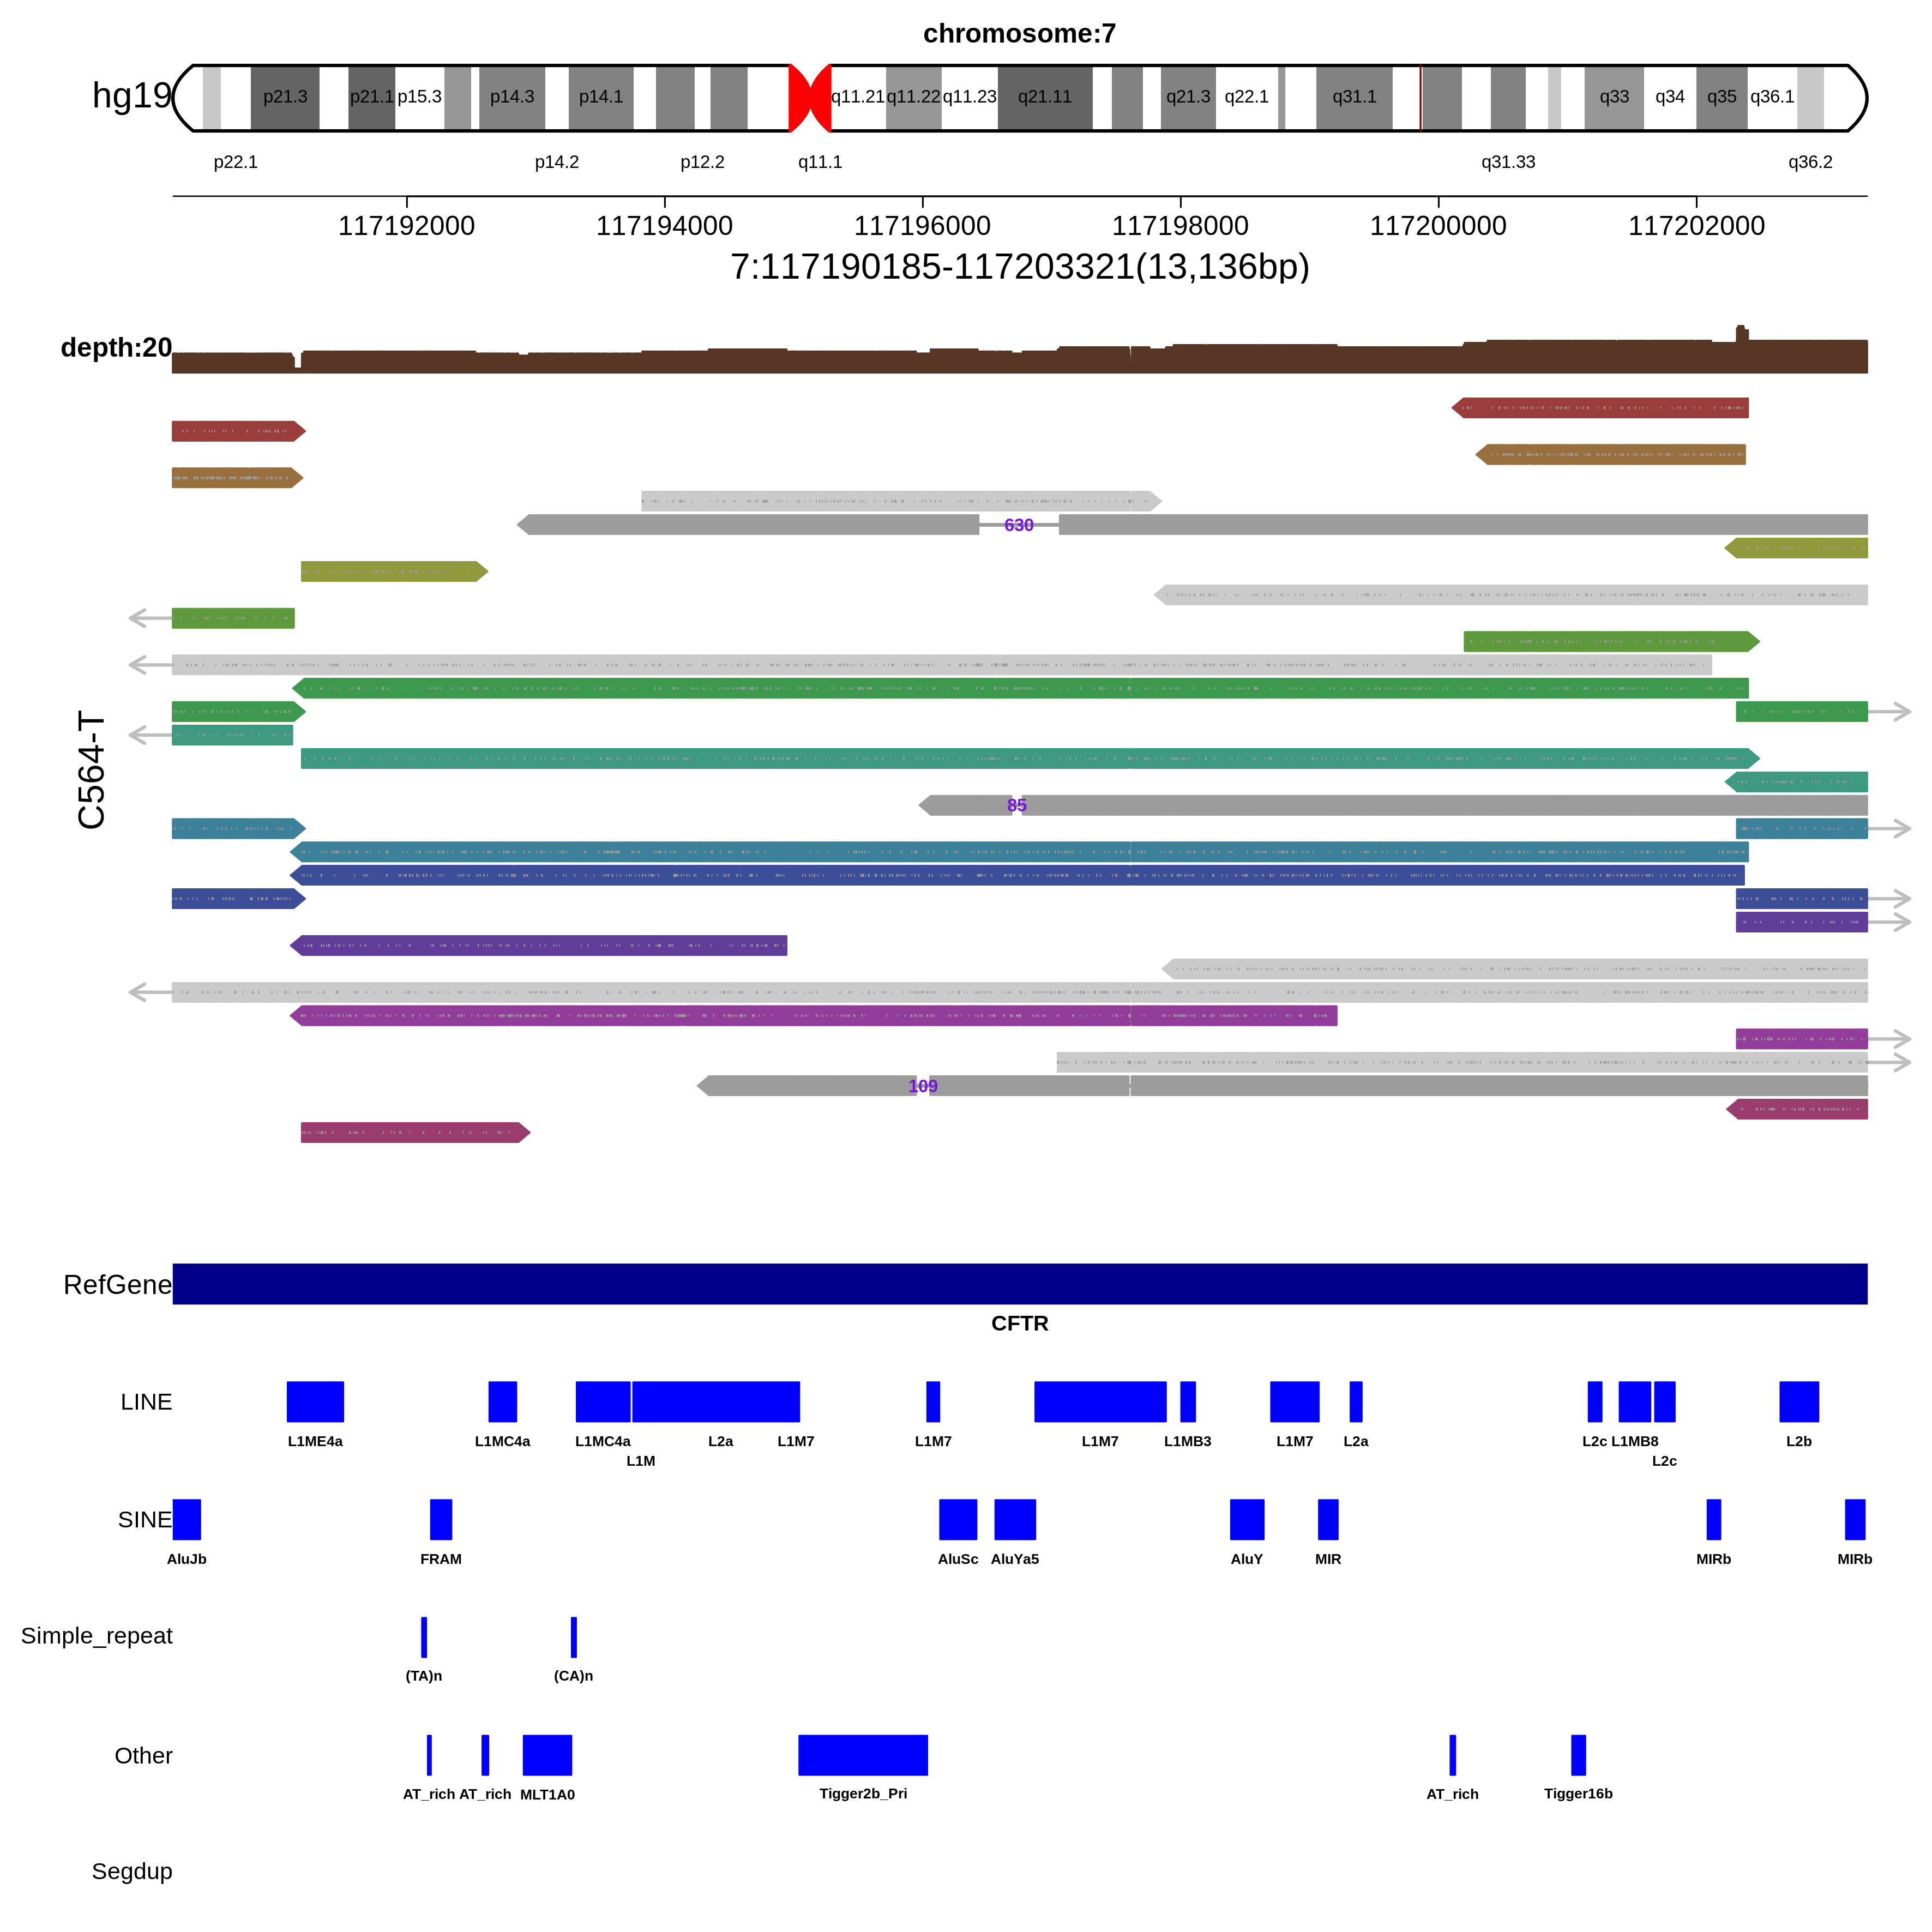 chromosome:7
hg19
p21.3 p21.1 p15.3 p14.3 p14.1 q11.21 q11.22 q11.23 q21.11 q21.3 q22.1 q31.1 q33 q34 q35 q36.1
p22.1 p14.2 p12.2 q11.1 q31.33 q36.2
117192000 117194000 117196000 117198000 117200000 117202000
7:117190185-117203321(13,136bp)
depth:20
C564-T
630
85
109
RefGene
CFTR
LINE
L1ME4a L1MC4a L1MC4a L2a L1M7 L1M7 L1M7 L1MB3 L1M7 L2a L2c L1MB8 L2b
L1M L2c
SINE
AluJb FRAM AluSc AluYa5 AluY MIR MIRb MIRb
Simple_repeat
(TA)n (CA)n
Other
AT_rich AT_rich MLT1A0 Tigger2b_Pri AT_rich Tigger16b
Segdup